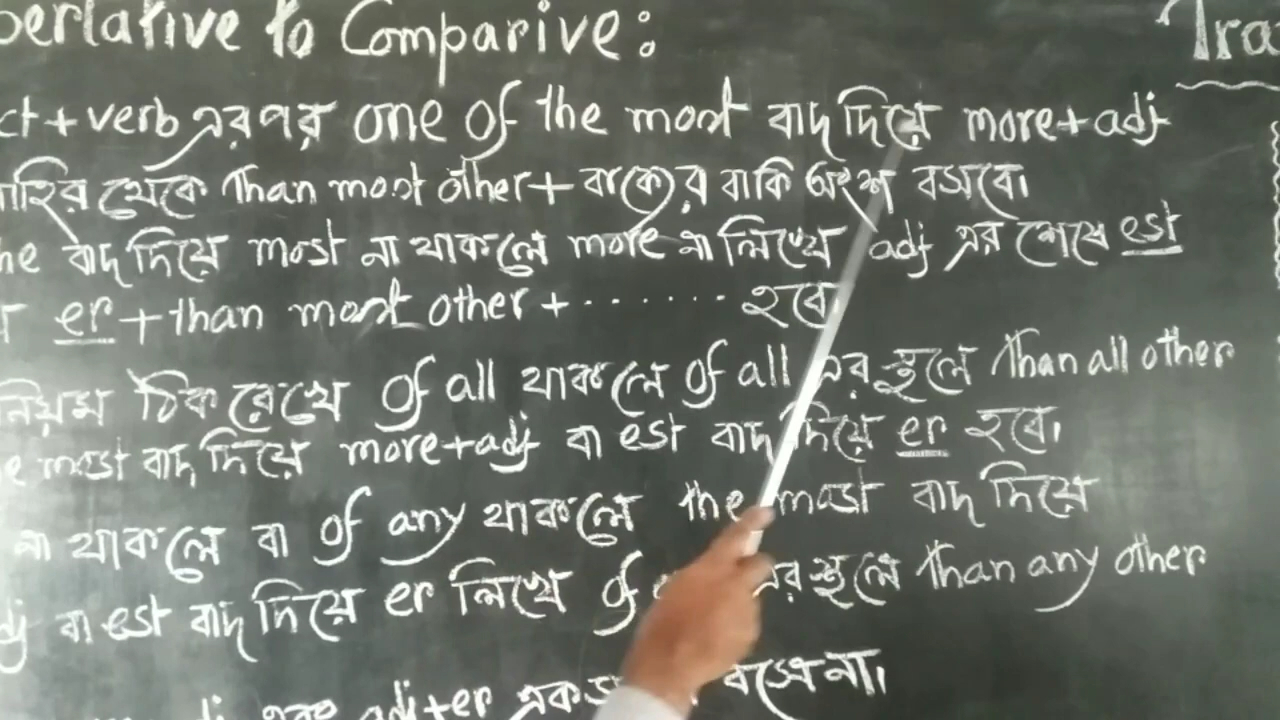 perlative to Comparive:
Tra
ct + verb এরপর one of the most বাদ দিয়ে more + adj
বাহির থেকে than most other + বাক্যের বাকি অংশ বসবে।
he বাদ দিয়ে most না থাকলে more না লিখে adj এর শেষে est
er + than most other + ....... হবে
নিয়ম ঠিক রেখে of all থাকলে of all এর স্থলে than all other
e most বাদ দিয়ে more + adj বা est বাদ দিয়ে er হবে।
না থাকলে বা of any থাকলে the most বাদ দিয়ে
dj বা est বাদ দিয়ে er লিখে of এর স্থলে than any other
adj + er বসে না।